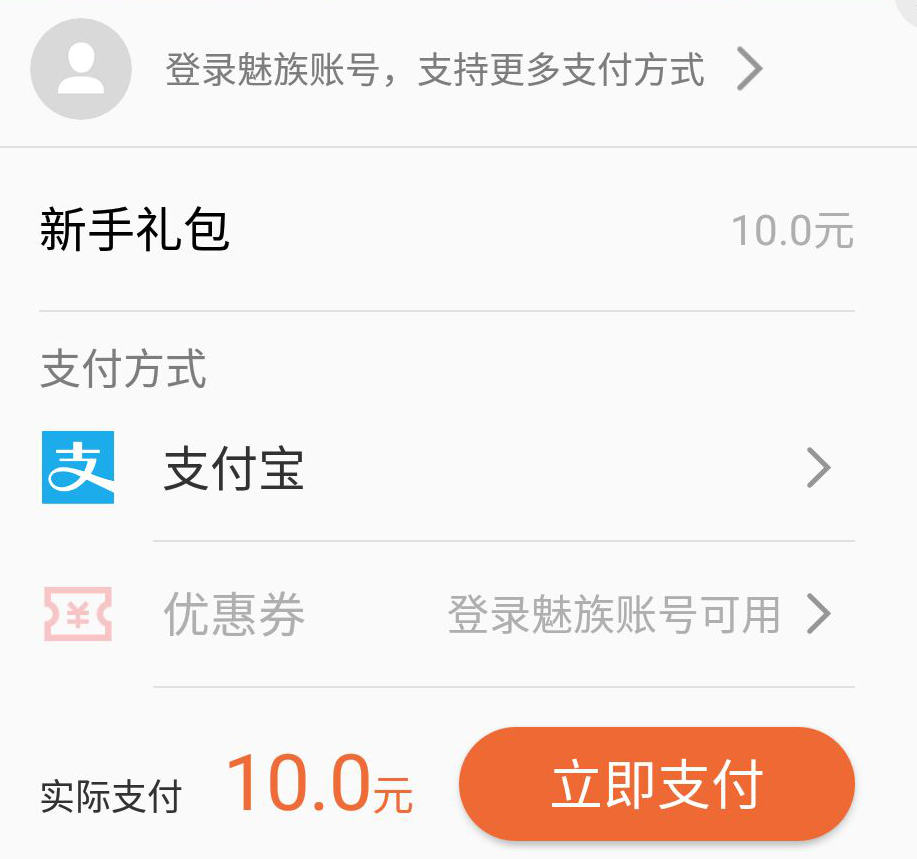 登录魅族账号，支持更多支付方式
新手礼包 10.0元
支付方式
支 支付宝
¥ 优惠券 登录魅族账号可用
实际支付 10.0元 立即支付